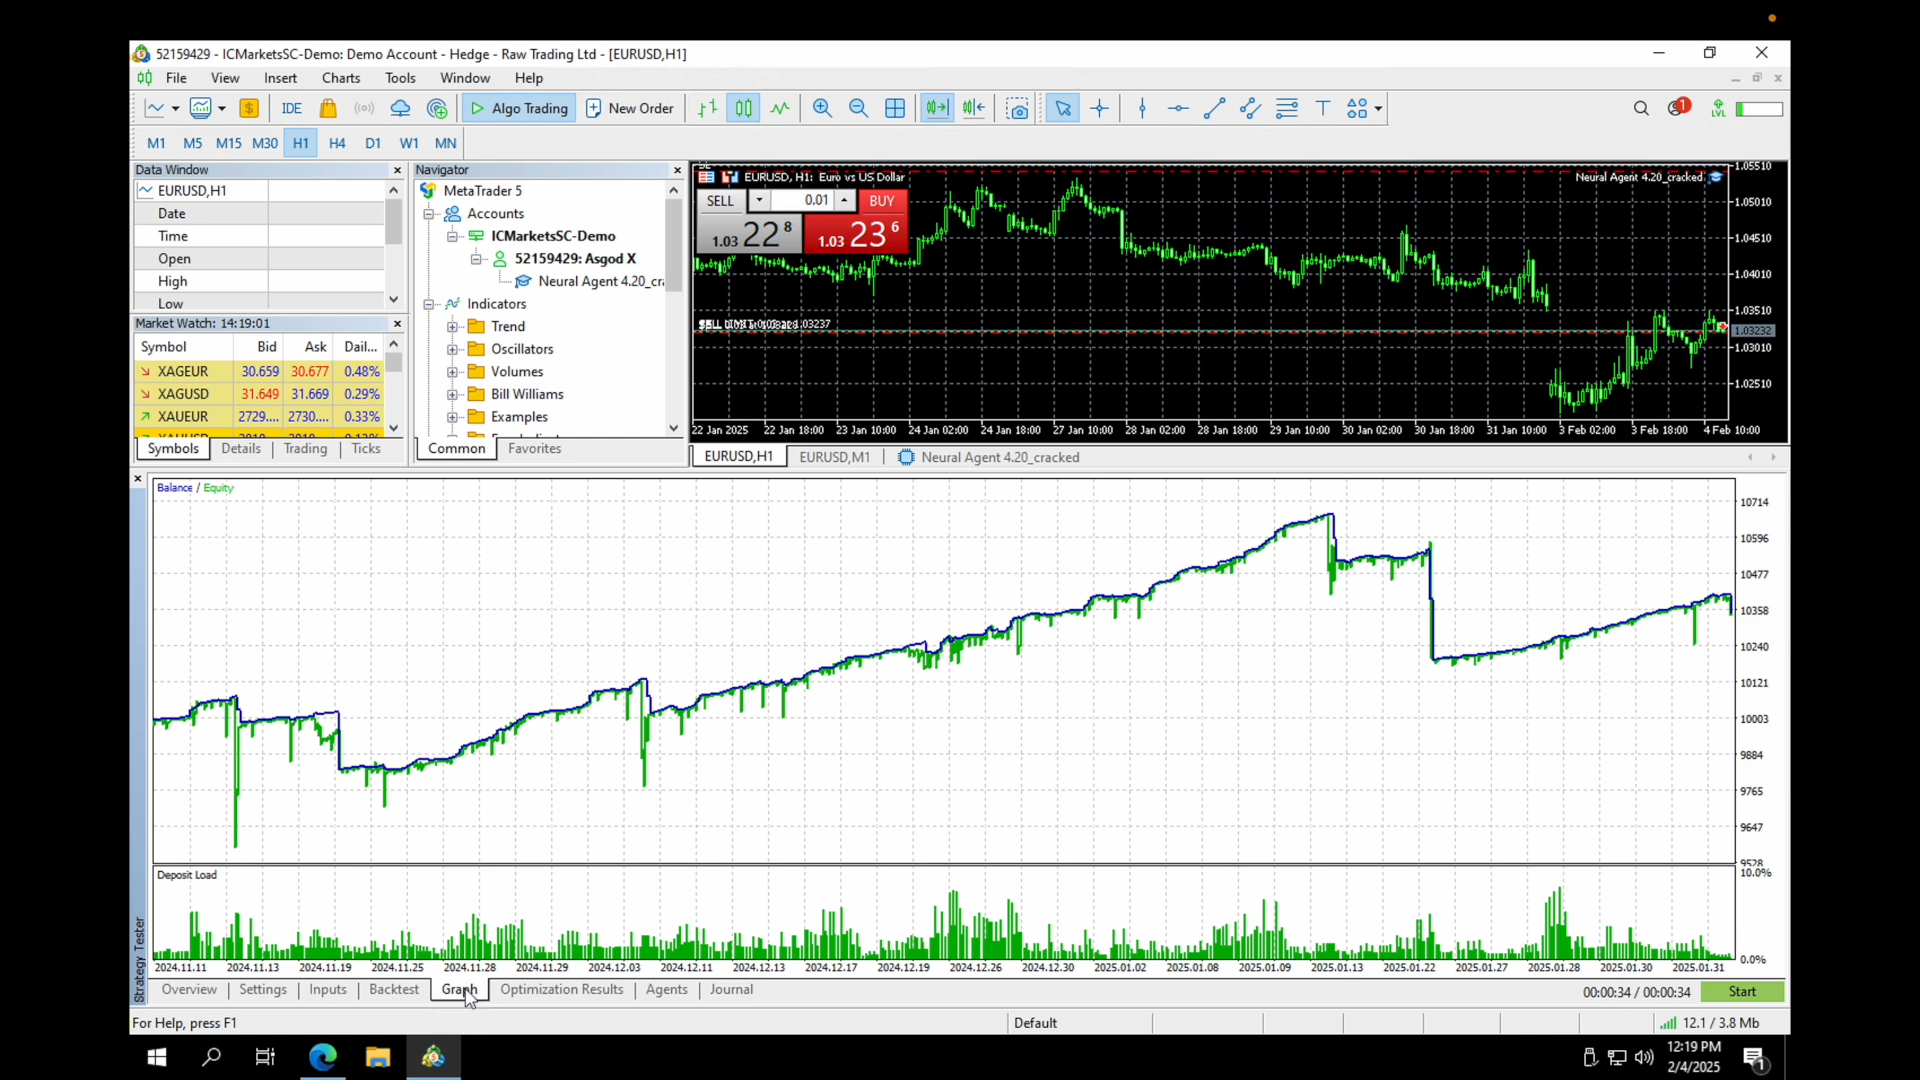 52159429 - ICMarketsSC-Demo: Demo Account - Hedge - Raw Trading Ltd - [EURUSD,H1]
File View Insert Charts Tools Window Help
IDE Algo Trading New Order 1 LVL
M1 M5 M15 M30 H1 H4 D1 W1 MN
Data Window
EURUSD,H1
Date
Time
Open
High
Low
Market Watch: 14:19:01
Symbol Bid Ask Dail...
XAGEUR 30.659 30.677 0.48%
XAGUSD 31.649 31.669 0.29%
XAUEUR 2729.... 2730.... 0.33%
Symbols Details Trading Ticks
Navigator
MetaTrader 5
Accounts
ICMarketsSC-Demo
52159429: Asgod X
Neural Agent 4.20_cra
Indicators
Trend
Oscillators
Volumes
Bill Williams
Examples
Common Favorites
EURUSD, H1: Euro vs US Dollar
Neural Agent 4.20_cracked
SELL 0.01 BUY
1.03 22 8 1.03 23 6
1.05510
1.05010
1.04510
1.04010
1.03510
1.03232
1.03010
1.02510
22 Jan 2025 22 Jan 18:00 23 Jan 10:00 24 Jan 02:00 24 Jan 18:00 27 Jan 10:00 28 Jan 02:00 28 Jan 18:00 29 Jan 10:00 30 Jan 02:00 30 Jan 18:00 31 Jan 10:00 3 Feb 02:00 3 Feb 18:00 4 Feb 10:00
EURUSD,H1 EURUSD,M1 Neural Agent 4.20_cracked
Balance / Equity
10714
10596
10477
10358
10240
10121
10003
9884
9765
9647
9528
Deposit Load
10.0%
0.0%
2024.11.11 2024.11.13 2024.11.19 2024.11.25 2024.11.28 2024.11.29 2024.12.03 2024.12.11 2024.12.13 2024.12.17 2024.12.19 2024.12.26 2024.12.30 2025.01.02 2025.01.08 2025.01.09 2025.01.13 2025.01.22 2025.01.27 2025.01.28 2025.01.30 2025.01.31
Strategy Tester
Overview Settings Inputs Backtest Graph Optimization Results Agents Journal
00:00:34 / 00:00:34 Start
For Help, press F1
Default
12.1 / 3.8 Mb
12:19 PM
2/4/2025
1